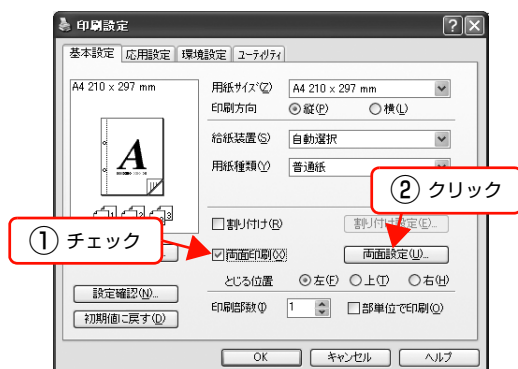 印刷設定
基本設定 応用設定 環境設定 ユーティリティ
A4 210 x 297 mm
用紙サイズ(Z) A4 210 x 297 mm
印刷方向 縦(P) 横(L)
給紙装置(S) 自動選択
用紙種類(Y) 普通紙
A
1 2 3
② クリック
割り付け(R) 割り付け設定(E)...
① チェック
両面印刷(X) 両面設定(U)...
とじる位置 左(F) 上(T) 右(H)
設定確認(N)...
印刷部数(I) 1 部単位で印刷(O)
初期値に戻す(D)
OK キャンセル ヘルプ